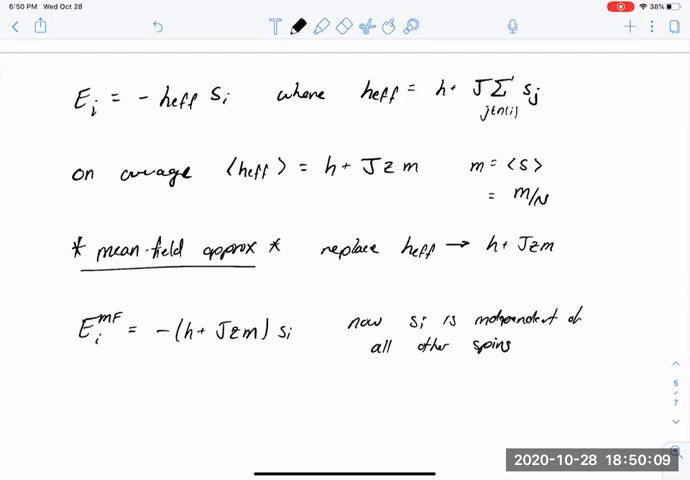 6:50 PM Wed Oct 28
38%
E_i = - heff s_i where heff = h + J Σ' s_j
j∈n(i)
on average ⟨heff⟩ = h + J z m m = ⟨s⟩
= m/N
* mean-field approx * replace heff → h + Jzm
E_i^MF = -(h + Jzm) s_i now s_i is independent of
all other spins
5
/
7
2020-10-28 18:50:09